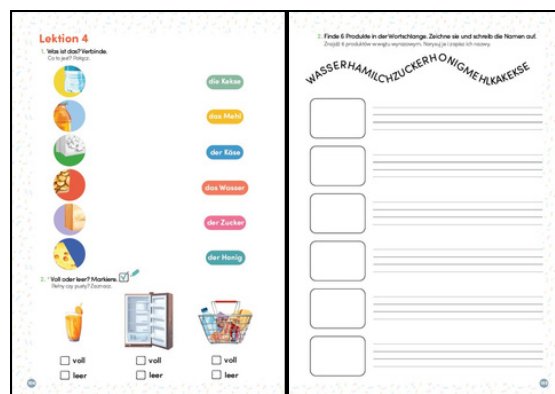 Lektion 4
1. Was ist das? Verbinde.
Co to jest? Połącz.
die Kekse
das Mehl
der Käse
das Wasser
der Zucker
der Honig
2. Voll oder leer? Markiere.
Pełny czy pusty? Zaznacz.
voll
leer
voll
leer
voll
leer
3. Finde 6 Produkte in der Wortschlange. Zeichne sie und schreib die Namen auf.
Znajdź 6 produktów w wężu wyrazowym. Narysuj je i zapisz ich nazwy.
WASSERHAMILCHZUCKERHONIGMEHLKAKEKSE